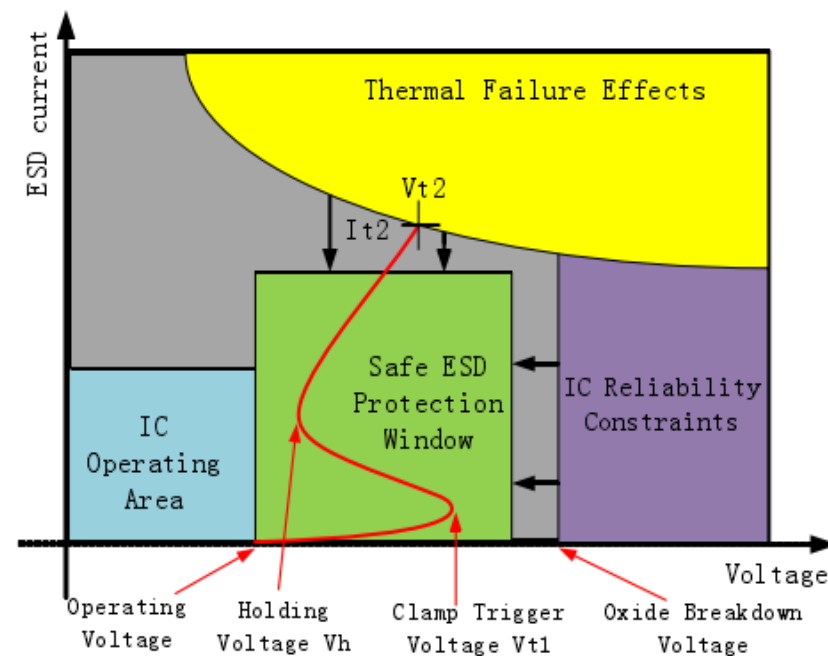 ESD current
Thermal Failure Effects
Vt2
It2
Safe ESD
Protection
Window
IC Reliability
Constraints
IC
Operating
Area
Voltage
Operating
Voltage
Holding
Voltage Vh
Clamp Trigger
Voltage Vt1
Oxide Breakdown
Voltage